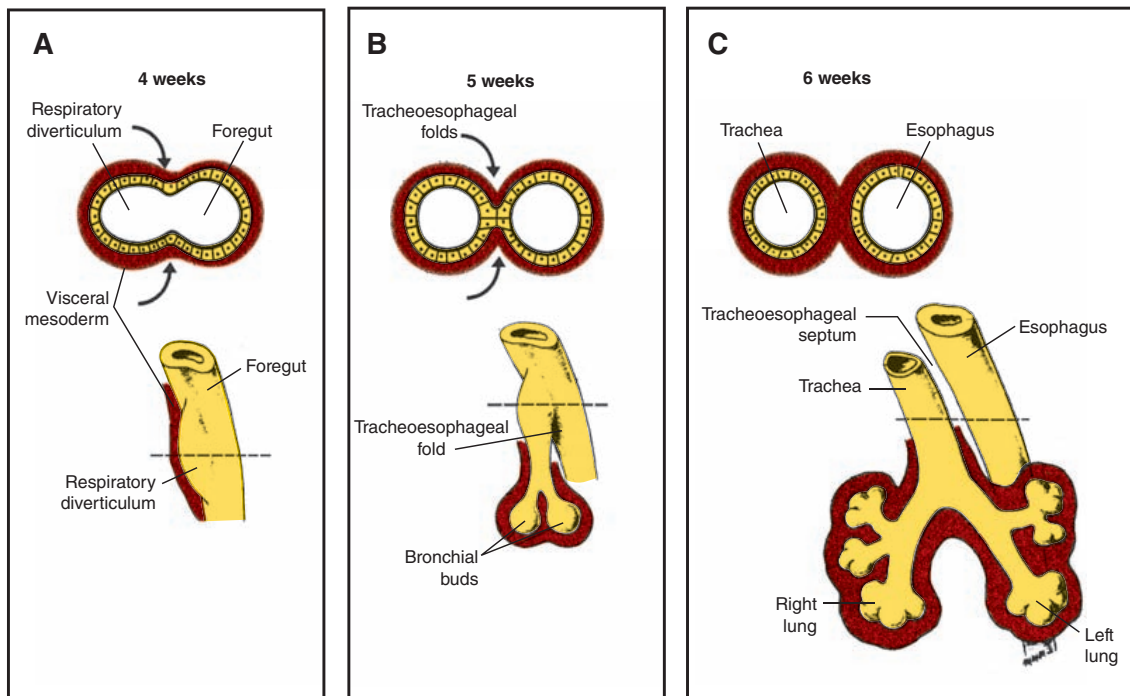 A
4 weeks
Respiratory
diverticulum
Foregut
Visceral
mesoderm
Foregut
Respiratory
diverticulum
B
5 weeks
Tracheoesophageal
folds
Tracheoesophageal
fold
Bronchial
buds
C
6 weeks
Trachea
Esophagus
Tracheoesophageal
septum
Esophagus
Trachea
Right
lung
Left
lung